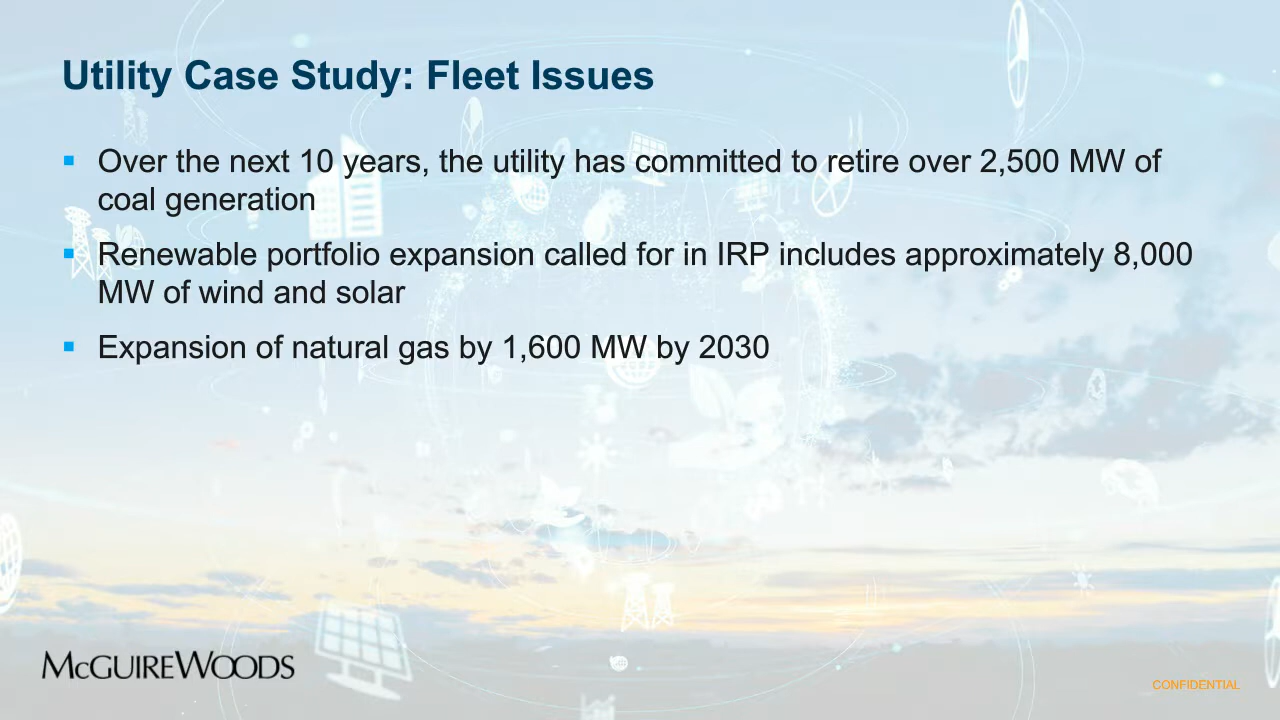 Utility Case Study: Fleet Issues
Over the next 10 years, the utility has committed to retire over 2,500 MW of
coal generation
Renewable portfolio expansion called for in IRP includes approximately 8,000
MW of wind and solar
Expansion of natural gas by 1,600 MW by 2030
McGuireWoods
CONFIDENTIAL